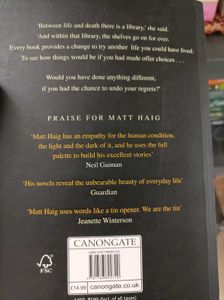 'Between life and death there is a library,' she said.
'And within that library, the shelves go on for ever.
Every book provides a chance to try another life you could have lived.
To see how things would be if you had made other choices . . .
Would you have done anything different,
if you had the chance to undo your regrets?'
PRAISE FOR MATT HAIG
'Matt Haig has an empathy for the human condition,
the light and the dark of it, and he uses the full
palette to build his excellent stories'
Neil Gaiman
'His novels reveal the unbearable beauty of everyday life'
Guardian
'Matt Haig uses words like a tin opener. We are the tin'
Jeanette Winterson
CANONGATE
FSC
£14.99
canongate.co.uk